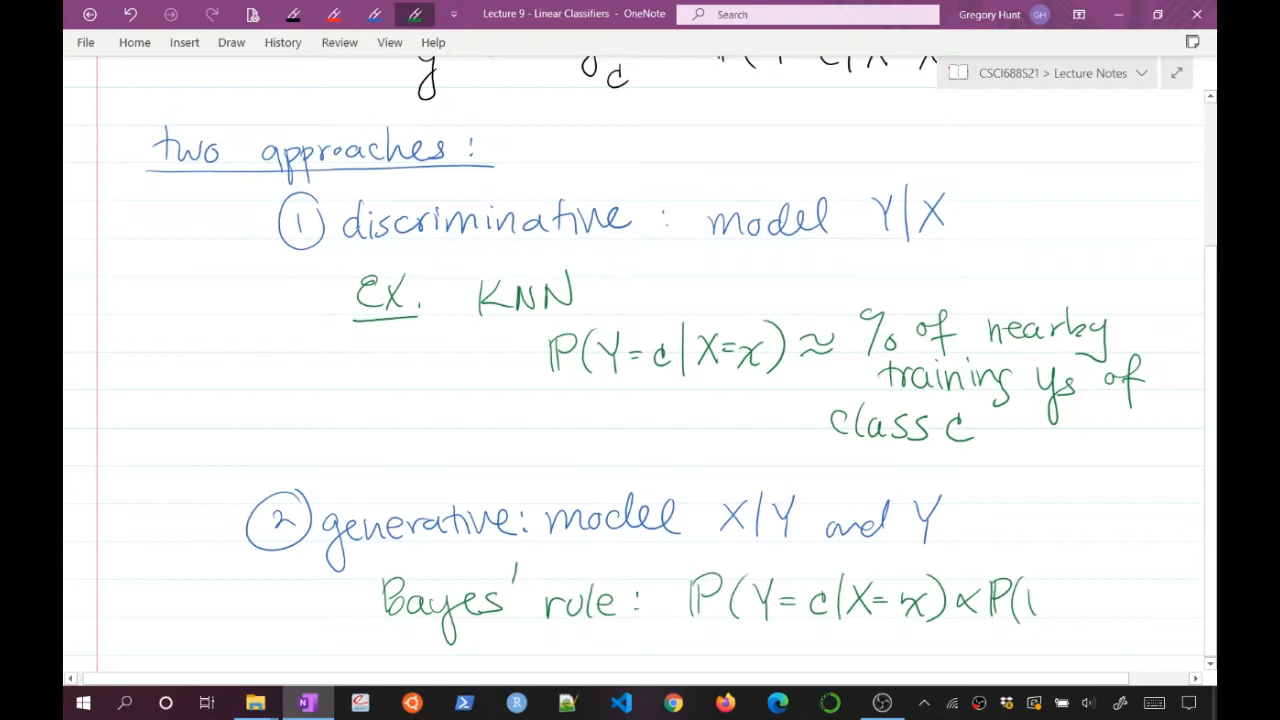 Lecture 9 - Linear Classifiers - OneNote
Search
Gregory Hunt GH
File Home Insert Draw History Review View Help
CSCI688S21 > Lecture Notes
two approaches:
① discriminative : model Y|X
Ex. KNN
P(Y=c|X=x) ≈ % of nearby
training ys of
class c
② generative: model X|Y and Y
Bayes' rule: P(Y=c|X=x) ∝ P(